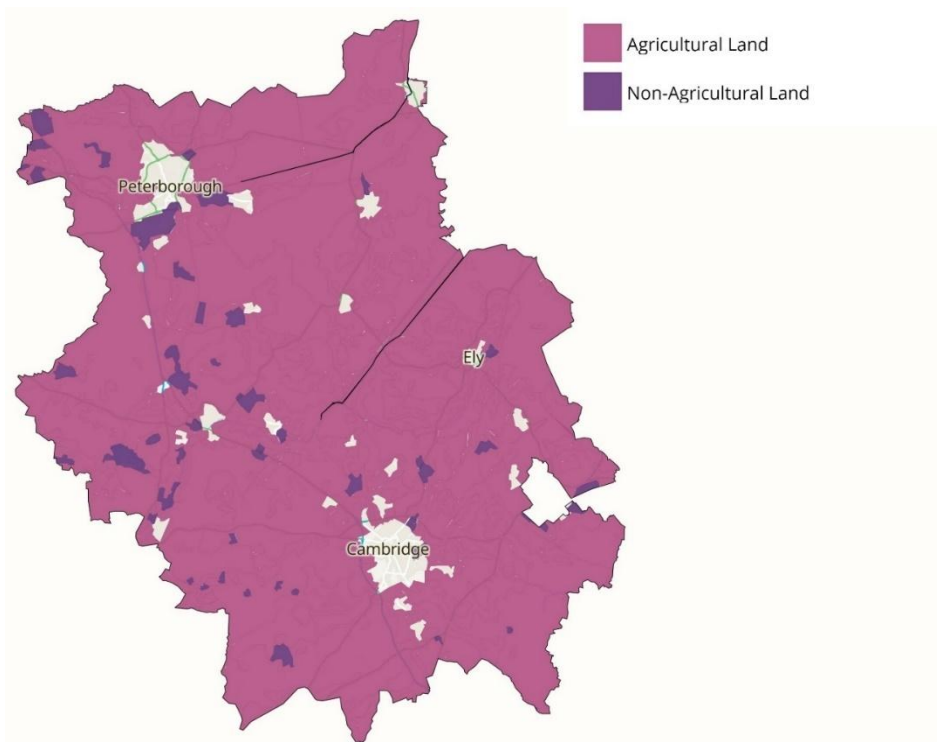 Agricultural Land
Non-Agricultural Land
Peterborough
Ely
Cambridge